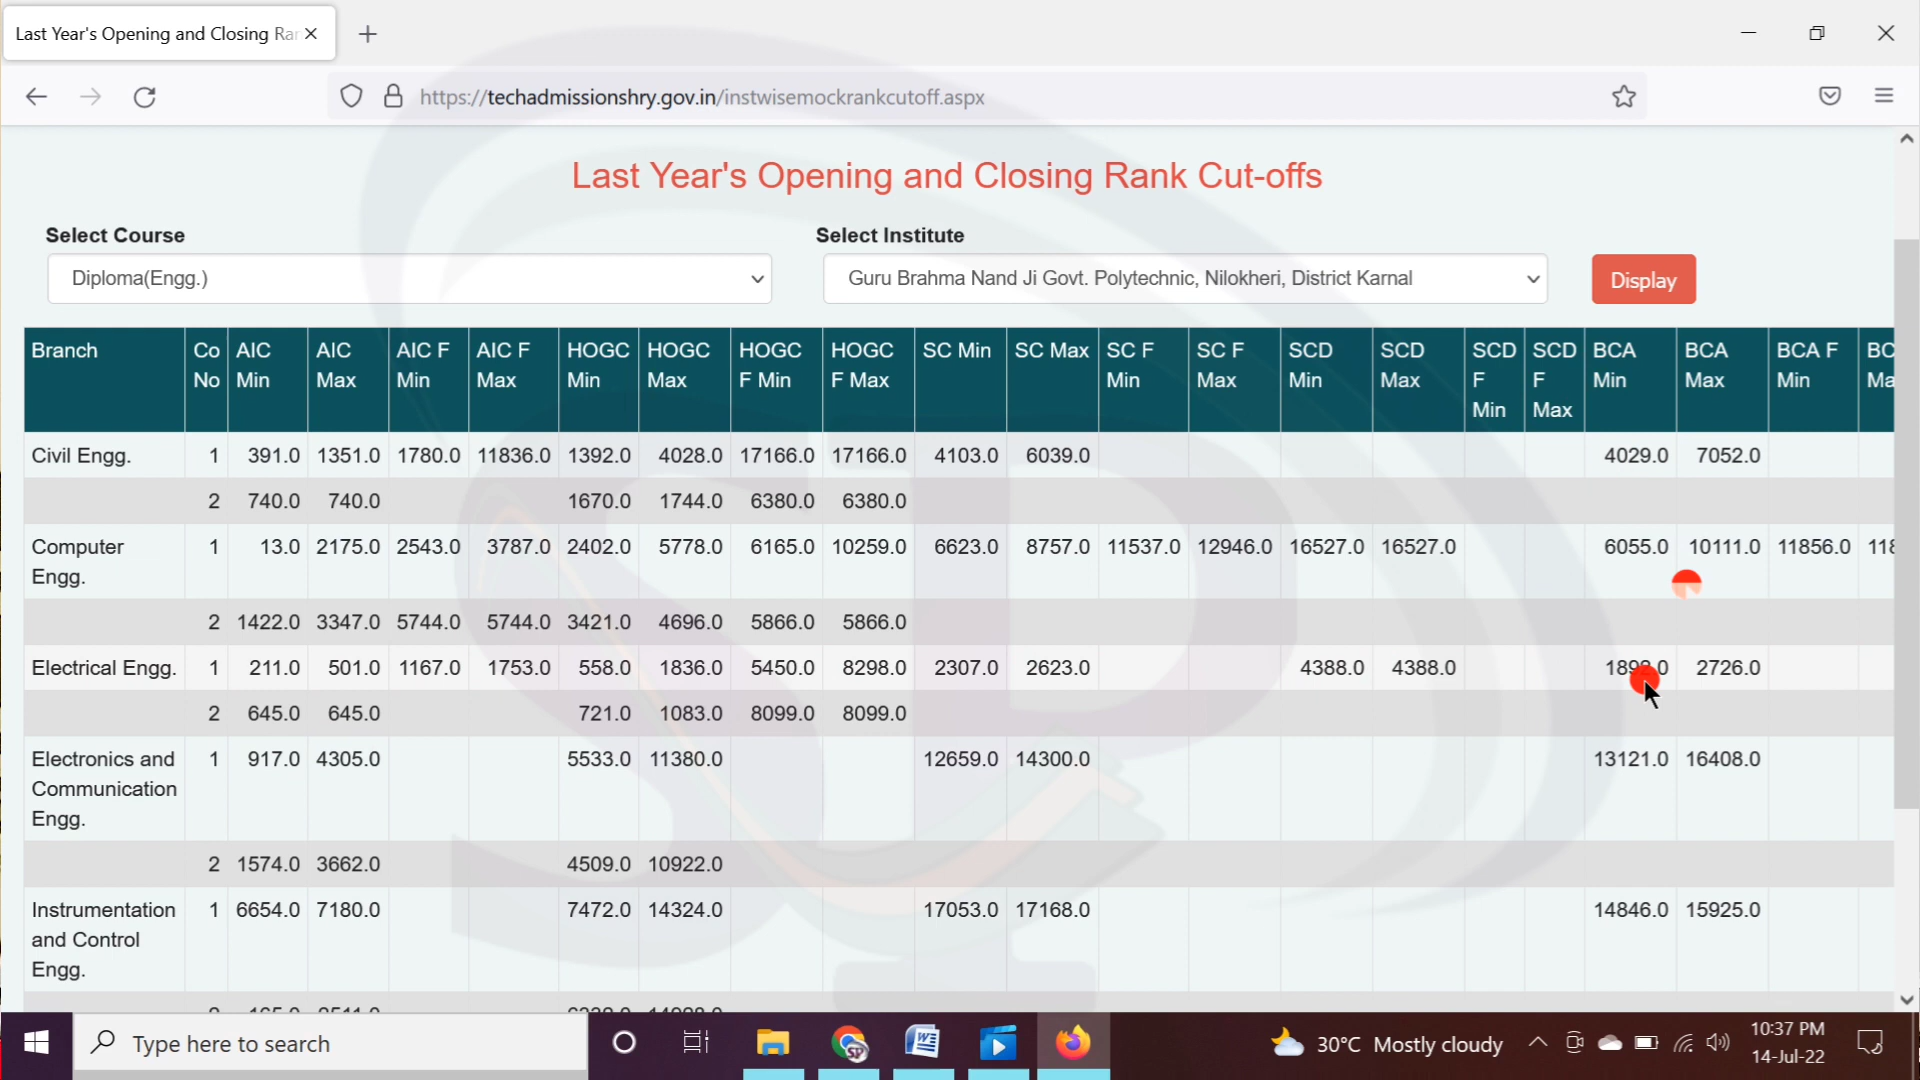 Last Year's Opening and Closing Rar
https://techadmissionshry.gov.in/instwisemockrankcutoff.aspx
Last Year's Opening and Closing Rank Cut-offs
Select Course Select Institute
Diploma(Engg.) Guru Brahma Nand Ji Govt. Polytechnic, Nilokheri, District Karnal Display
Branch Co No AIC Min AIC Max AIC F Min AIC F Max HOGC Min HOGC Max HOGC F Min HOGC F Max SC Min SC Max SC F Min SC F Max SCD Min SCD Max SCD F Min SCD F Max BCA Min BCA Max BCA F Min BC Ma
Civil Engg. 1 391.0 1351.0 1780.0 11836.0 1392.0 4028.0 17166.0 17166.0 4103.0 6039.0 4029.0 7052.0
2 740.0 740.0 1670.0 1744.0 6380.0 6380.0
Computer Engg. 1 13.0 2175.0 2543.0 3787.0 2402.0 5778.0 6165.0 10259.0 6623.0 8757.0 11537.0 12946.0 16527.0 16527.0 6055.0 10111.0 11856.0 118
2 1422.0 3347.0 5744.0 5744.0 3421.0 4696.0 5866.0 5866.0
Electrical Engg. 1 211.0 501.0 1167.0 1753.0 558.0 1836.0 5450.0 8298.0 2307.0 2623.0 4388.0 4388.0 2726.0
2 645.0 645.0 721.0 1083.0 8099.0 8099.0
Electronics and Communication Engg. 1 917.0 4305.0 5533.0 11380.0 12659.0 14300.0 13121.0 16408.0
2 1574.0 3662.0 4509.0 10922.0
Instrumentation and Control Engg. 1 6654.0 7180.0 7472.0 14324.0 17053.0 17168.0 14846.0 15925.0
Type here to search 30°C Mostly cloudy 10:37 PM
14-Jul-22